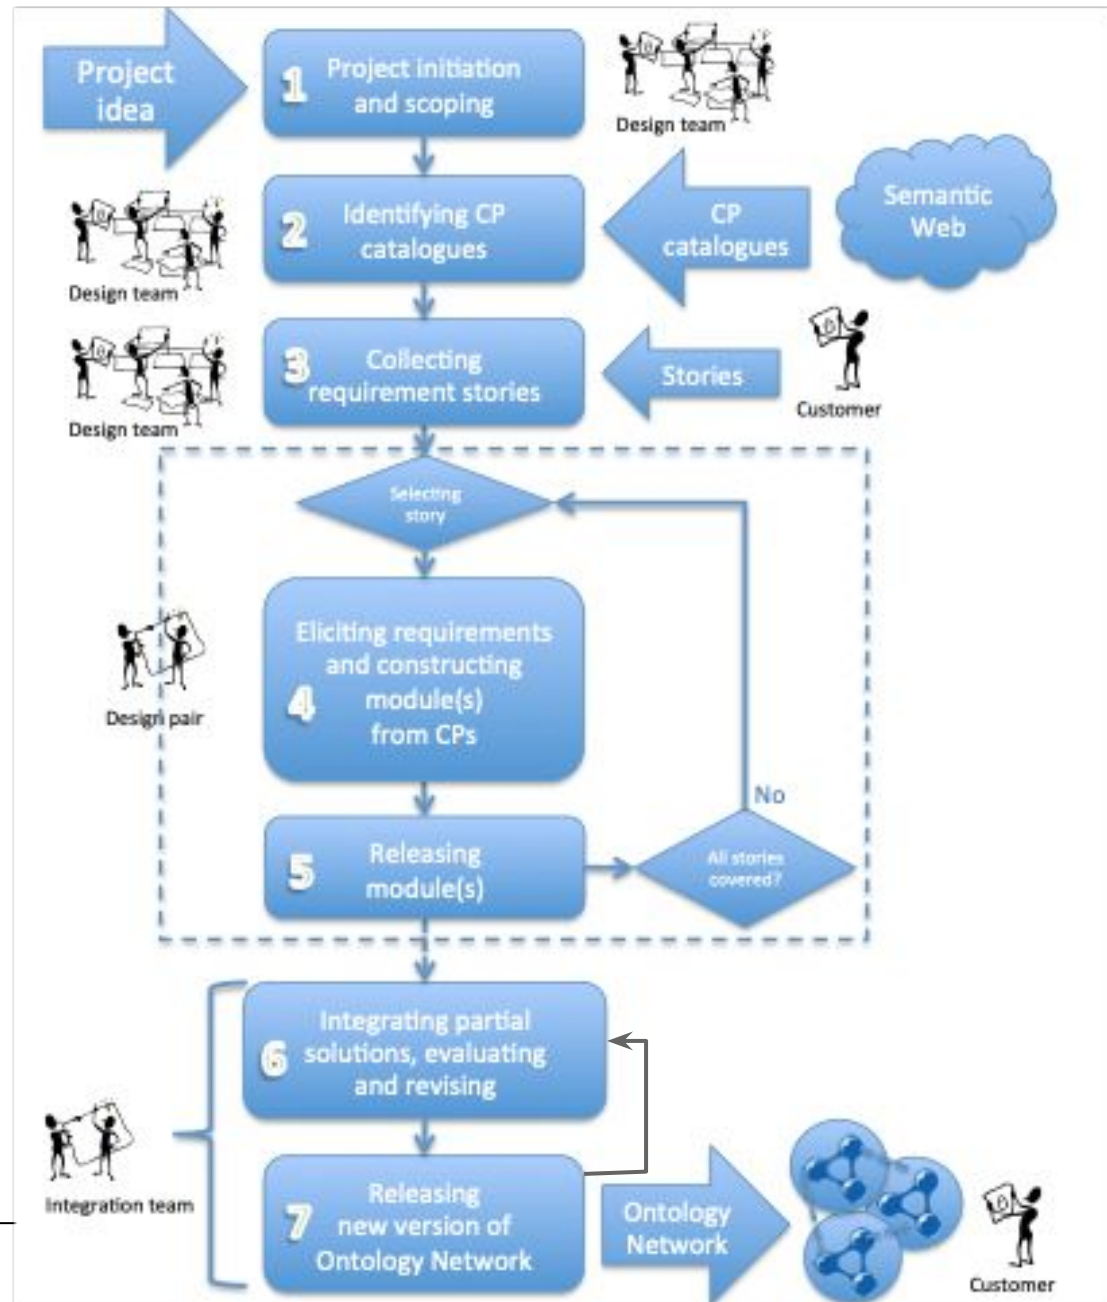 Project
idea
1
Project initiation
and scoping
Design team
2
Identifying CP
catalogues
CP
catalogues
Semantic
Web
Design team
3
Collecting
requirement stories
Stories
Customer
Design team
Selecting
story
4
Eliciting requirements
and constructing
module(s)
from CPs
Design pair
No
5
Releasing
module(s)
All stories
covered?
6
Integrating partial
solutions, evaluating
and revising
Integration team
7
Releasing
new version of
Ontology Network
Ontology
Network
Customer